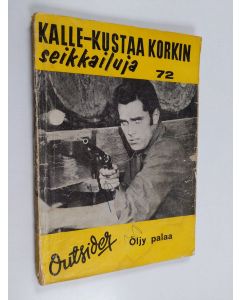 KALLE-KUSTAA KORKIN
seikkailuja
72
Outsider
Öljy palaa